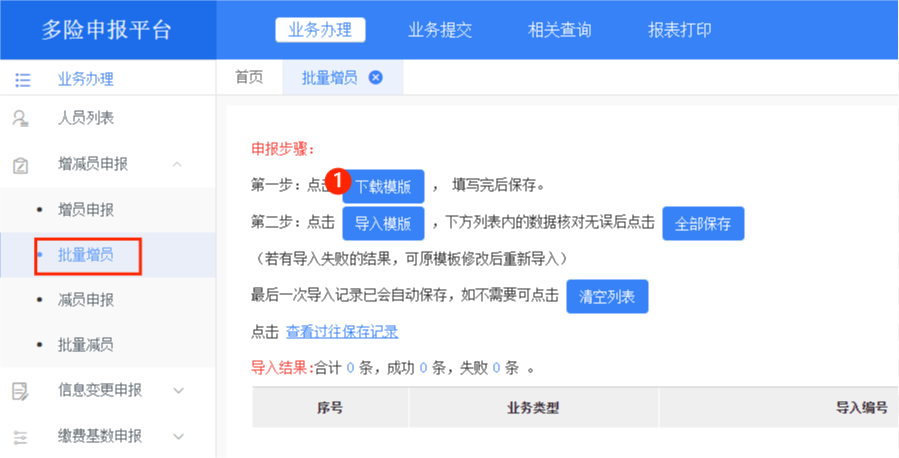 多险申报平台
业务办理 业务提交 相关查询 报表打印
业务办理
首页 批量增员
人员列表
增减员申报
增员申报
批量增员
减员申报
批量减员
信息变更申报
缴费基数申报
申报步骤：
第一步：点击 1 下载模版 ， 填写完后保存。
第二步：点击 导入模版 ，下方列表内的数据核对无误后点击 全部保存
（若有导入失败的结果，可原模板修改后重新导入）
最后一次导入记录已会自动保存，如不需要可点击 清空列表
点击 查看过往保存记录
导入结果:合计 0 条，成功 0 条，失败 0 条 。
序号 业务类型 导入编号